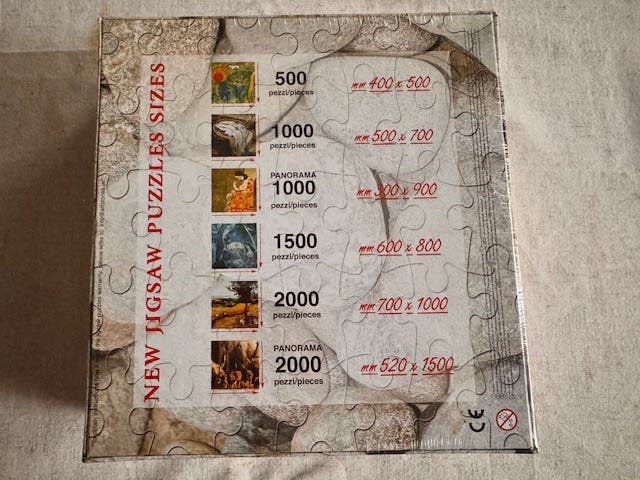 NEW JIGSAW PUZZLES SIZES
500
pezzi/pieces
mm 400 x 500
1000
pezzi/pieces
mm 500 x 700
PANORAMA
1000
pezzi/pieces
mm 300 x 900
1500
pezzi/pieces
mm 600 x 800
2000
pezzi/pieces
mm 700 x 1000
PANORAMA
2000
pezzi/pieces
mm 520 x 1500
CE